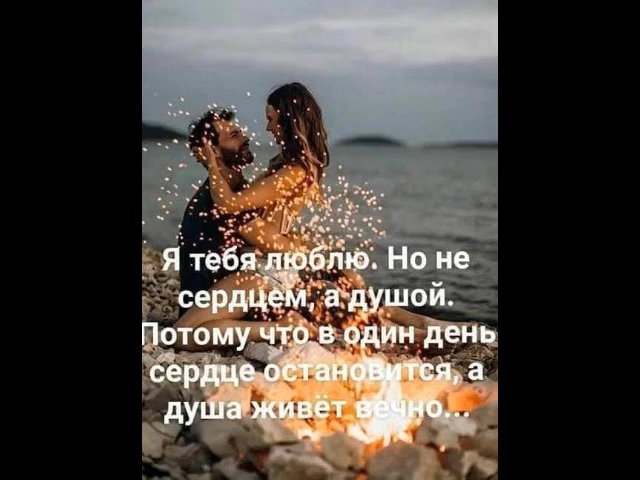 Я тебя люблю. Но не
сердцем, а душой.
Потому что в один день
сердце остановится, а
душа живёт вечно...